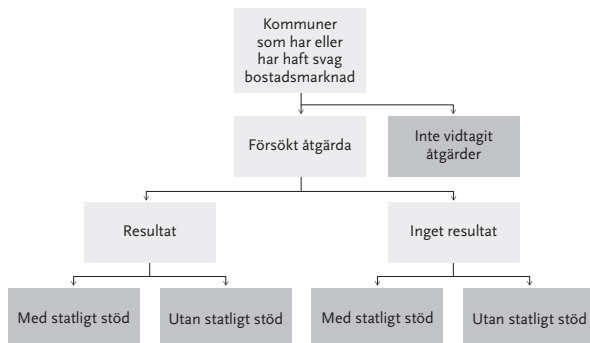 Kommuner
som har eller
har haft svag
bostadsmarknad
Försökt åtgärda
Inte vidtagit
åtgärder
Resultat
Inget resultat
Med statligt stöd
Utan statligt stöd
Med statligt stöd
Utan statligt stöd